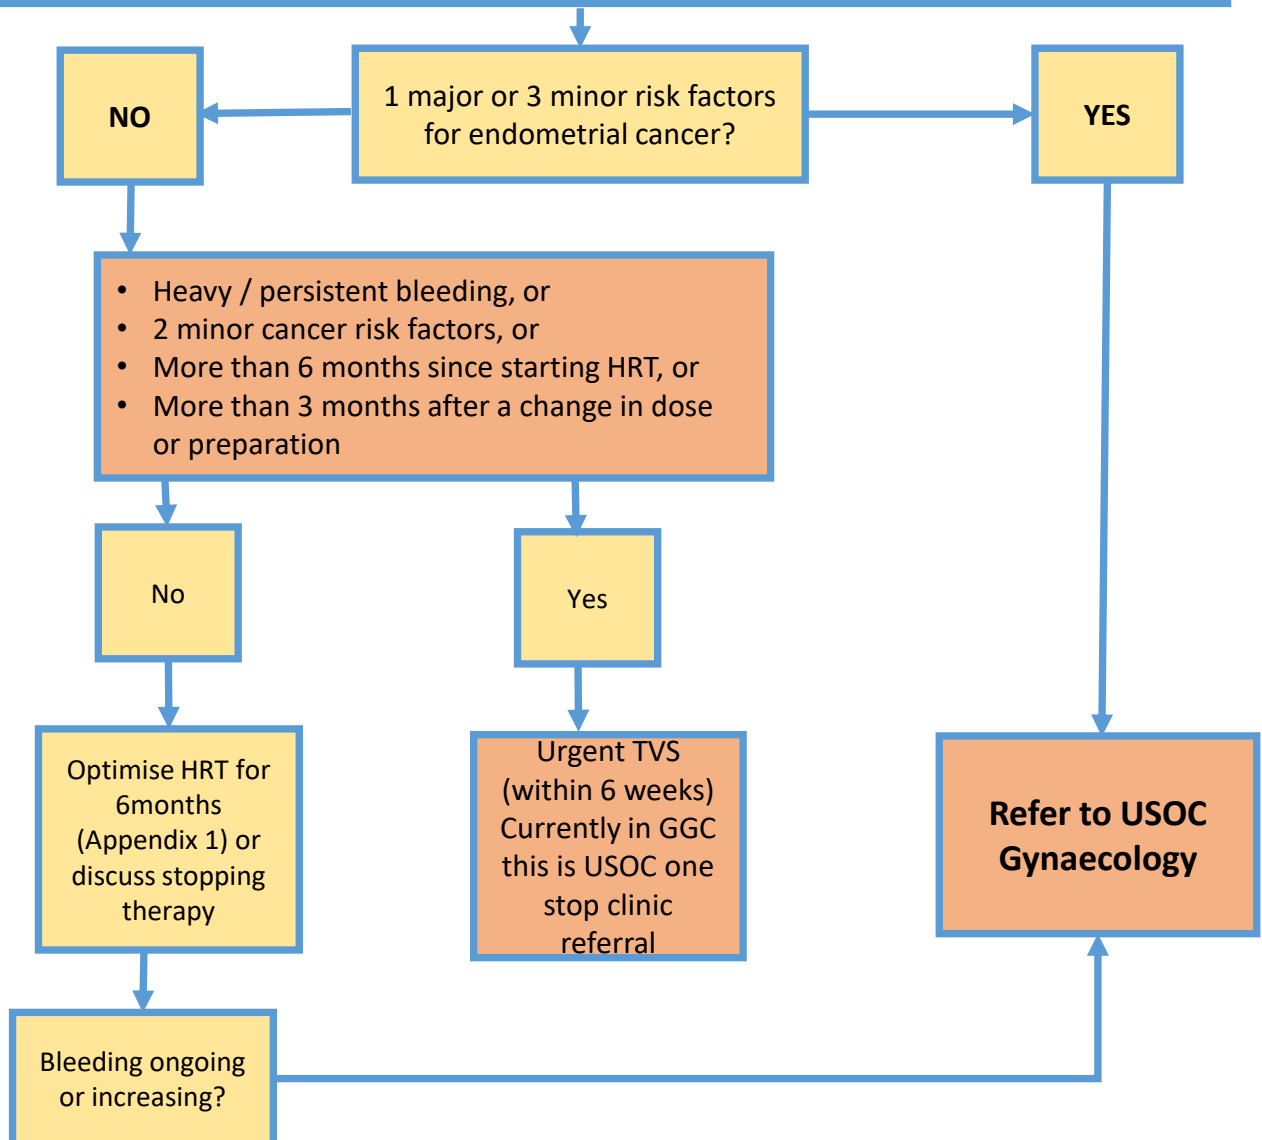 NO
1 major or 3 minor risk factors
for endometrial cancer?
YES
• Heavy / persistent bleeding, or
• 2 minor cancer risk factors, or
• More than 6 months since starting HRT, or
• More than 3 months after a change in dose
or preparation
No
Yes
Optimise HRT for
6months
(Appendix 1) or
discuss stopping
therapy
Urgent TVS
(within 6 weeks)
Currently in GGC
this is USOC one
stop clinic
referral
Refer to USOC
Gynaecology
Bleeding ongoing
or increasing?